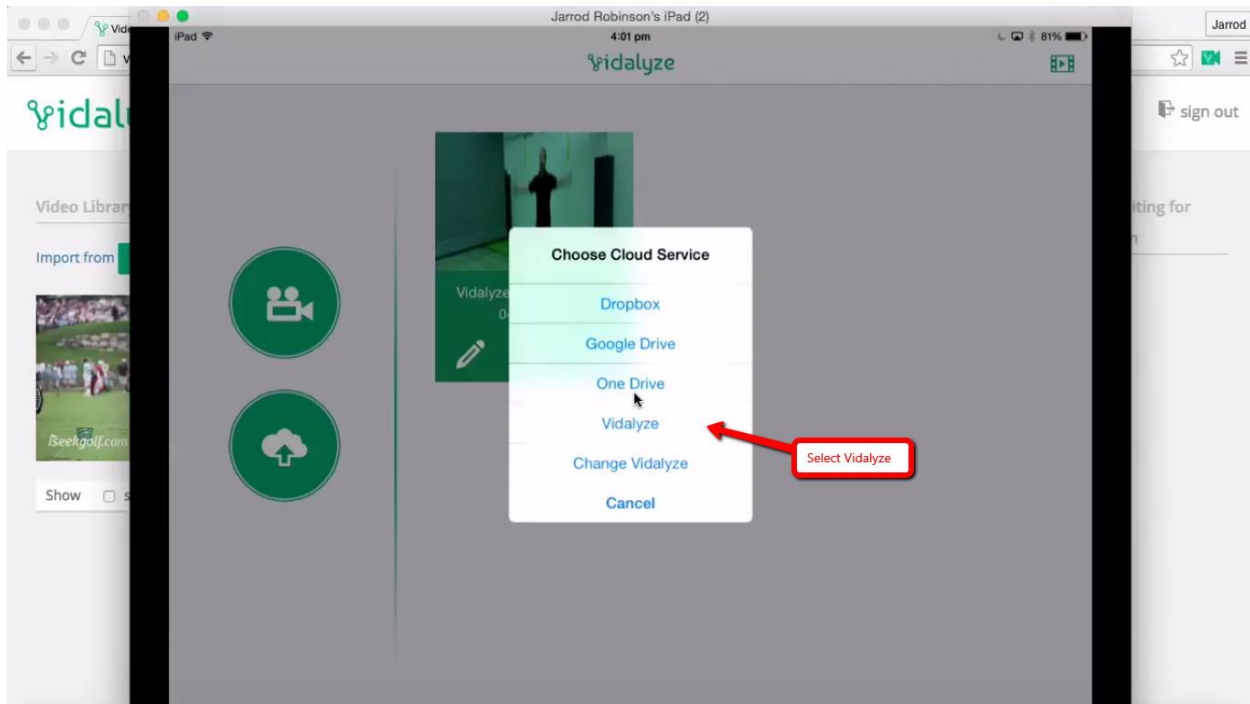 Jarrod Robinson's iPad (2)
Jarrod
iPad
4:01 pm
81%
vidalyze
sign out
Video Library
Import from
iting for
Vidalyze
Choose Cloud Service
Dropbox
Google Drive
One Drive
Vidalyze
Change Vidalyze
Cancel
Select Vidalyze
iSeekgolf.com
Show